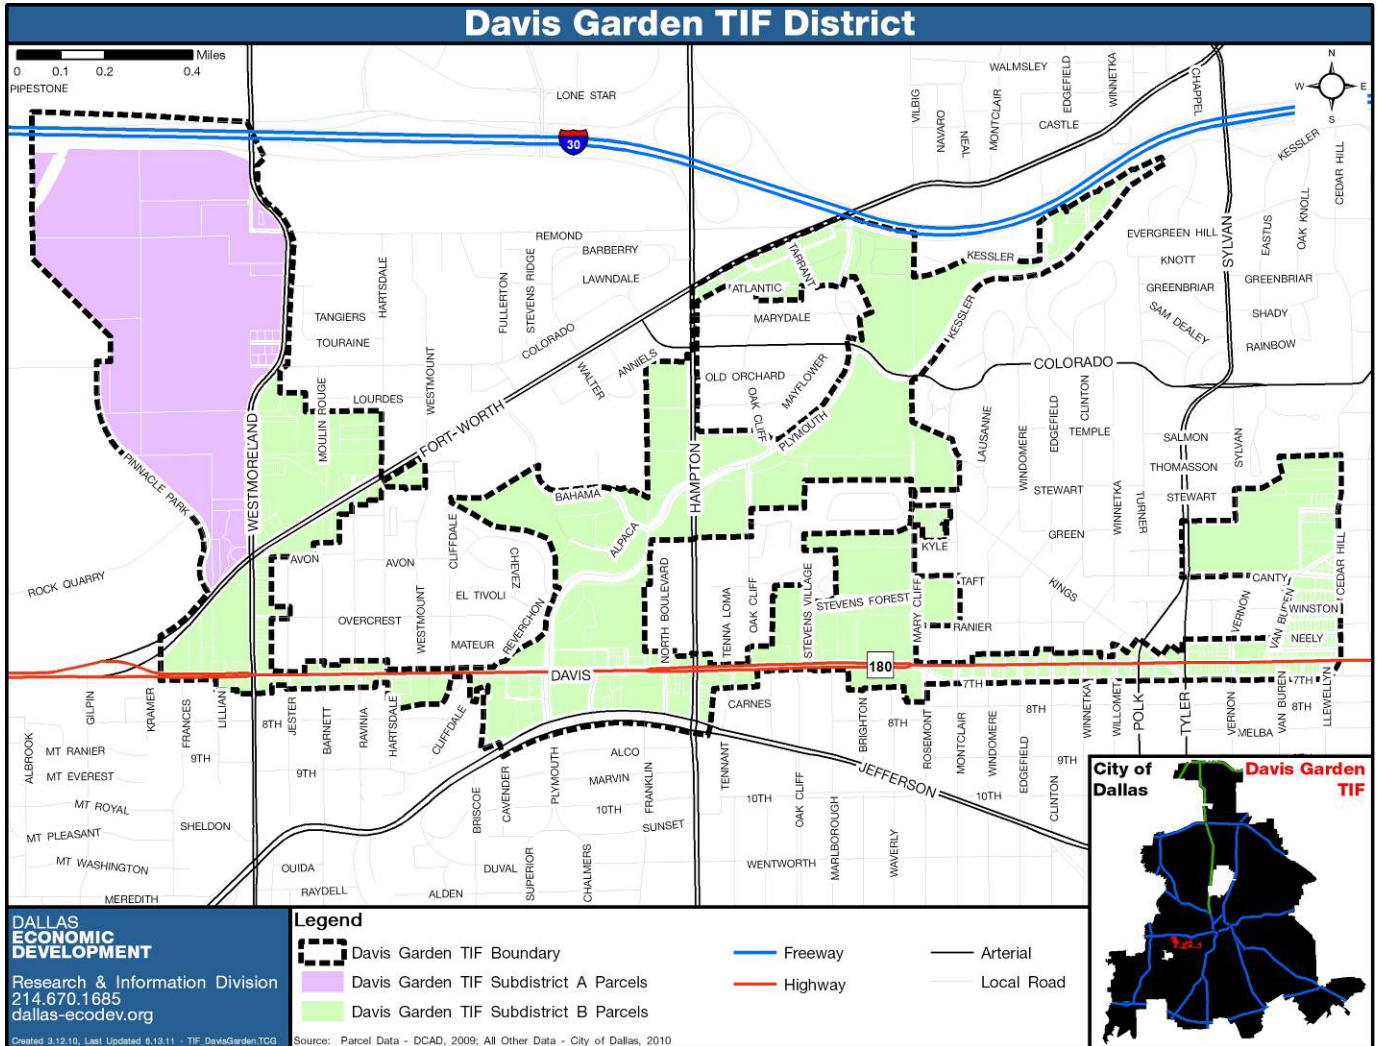 Davis Garden TIF District
Miles
0 0.1 0.2 0.4
PIPESTONE
LONE STAR
30
WALMSLEY
EDGEFIELD
WINNETKA
CHAPPEL
VILBIG
NAVARO
NEAL
MONTCLAIR
CASTLE
N
W E
S
KESSLER
CEDAR HILL
OAK KNOLL
EASTUS
SYLVAN
EVERGREEN HILL
KNOTT
GREENBRIAR
GREENBRIAR
SAM DEALEY
SHADY
RAINBOW
REMOND
BARBERRY
LAWNDALE
STEVENS RIDGE
FULLERTON
HARTSDALE
TANGIERS
TOURAINE
COLORADO
WESTMOUNT
WALTER
ANNIELS
TARRANT
ATLANTIC
MARYDALE
KESSLER
KESSLER
COLORADO
OLD ORCHARD
MAYFLOWER
OAK CLIFF
PLYMOUTH
LOURDES
MOULIN ROUGE
FORT-WORTH
WESTMORELAND
PINNACLE PARK
HAMPTON
LAUSANNE
WINDOMERE
EDGEFIELD
CLINTON
TEMPLE
SALMON
SYLVAN
THOMASSON
STEWART
STEWART
WINNETKA
TURNER
GREEN
BAHAMA
ALPACA
CLIFFDALE
CHEVEZ
AVON
AVON
ROCK QUARRY
EL TIVOLI
OVERCREST
WESTMOUNT
MATEUR
REVERCHON
NORTH BOULEVARD
TENNA LOMA
OAK CLIFF
STEVENS VILLAGE
STEVENS FOREST
MARY CLIFF
KYLE
TAFT
RANIER
KINGS
CANTY
VERNON
VAN BUREN
WINSTON
NEELY
CEDAR HILL
DAVIS
180
7TH
7TH
8TH
GILPIN
KRAMER
FRANCES
LILLIAN
8TH
JESTER
BARNETT
RAVINIA
HARTSDALE
CLIFFDALE
CARNES
BRIGHTON
8TH
ROSEMONT
MONTCLAIR
WINDOMERE
8TH
EDGEFIELD
WINNETKA
WILLOMET
POLK
TYLER
VERNON
MELBA
VAN BUREN
LLEWELLYN
9TH
ALBROOK
MT RANIER
MT EVEREST
MT ROYAL
MT PLEASANT
MT WASHINGTON
MEREDITH
SHELDON
9TH
9TH
OUIDA
RAYDELL
ALDEN
BRISCOE
CAVENDER
PLYMOUTH
ALCO
MARVIN
10TH
FRANKLIN
SUNSET
DUVAL
SUPERIOR
CHALMERS
TENNANT
10TH
OAK CLIFF
MARLBOROUGH
WAVERLY
WENTWORTH
JEFFERSON
10TH
CLINTON
City of
Dallas
Davis Garden
TIF
DALLAS
ECONOMIC
DEVELOPMENT
Research & Information Division
214.670.1685
dallas-ecodev.org
Created 3.12.10, Last Updated 6.13.11 - TIF_DavisGarden.TCG
Legend
Davis Garden TIF Boundary
Davis Garden TIF Subdistrict A Parcels
Davis Garden TIF Subdistrict B Parcels
Freeway
Highway
Arterial
Local Road
Source: Parcel Data - DCAD, 2009; All Other Data - City of Dallas, 2010